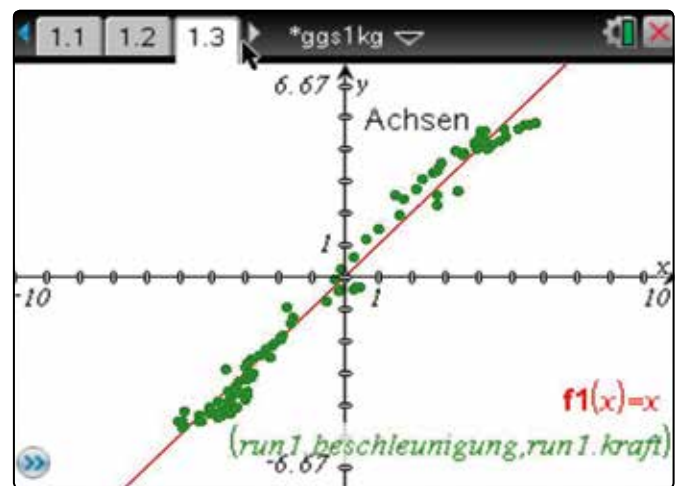 1.1 1.2 1.3 *ggs1kg
6.67 y
Achsen
1
x
-10 1 10
f1(x)=x
(run1.beschleunigung,run1.kraft)
-6.67